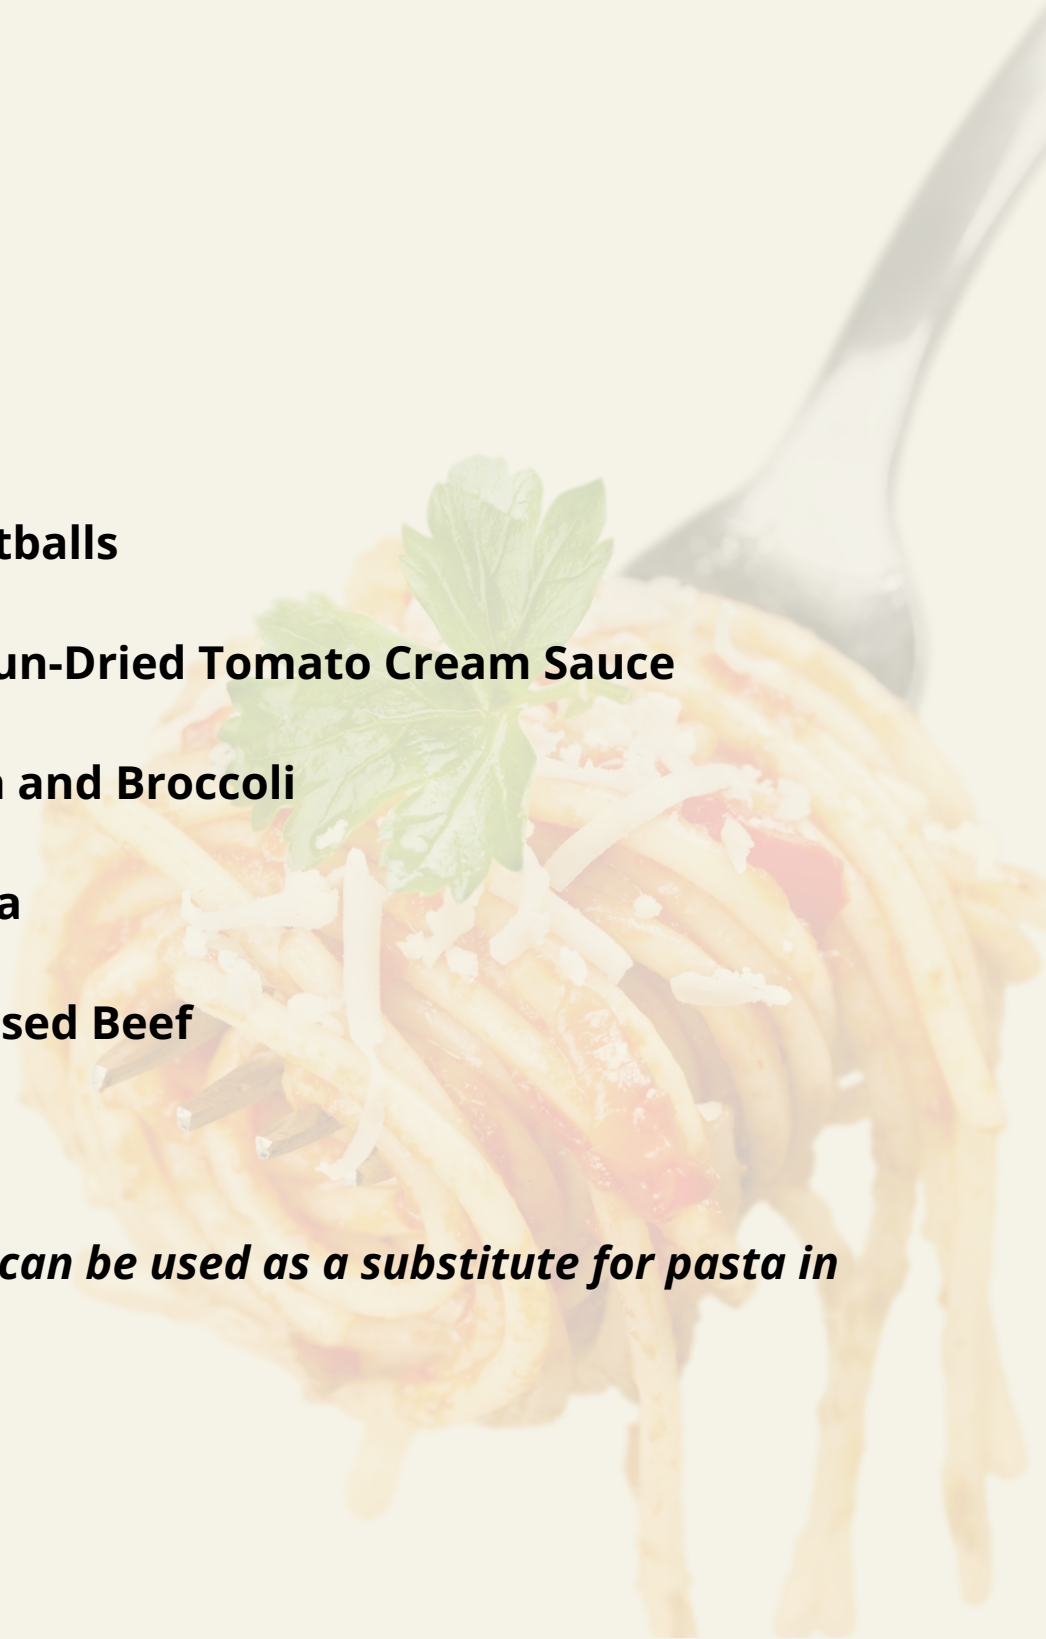 tballs
un-Dried Tomato Cream Sauce
and Broccoli
a
sed Beef
can be used as a substitute for pasta in